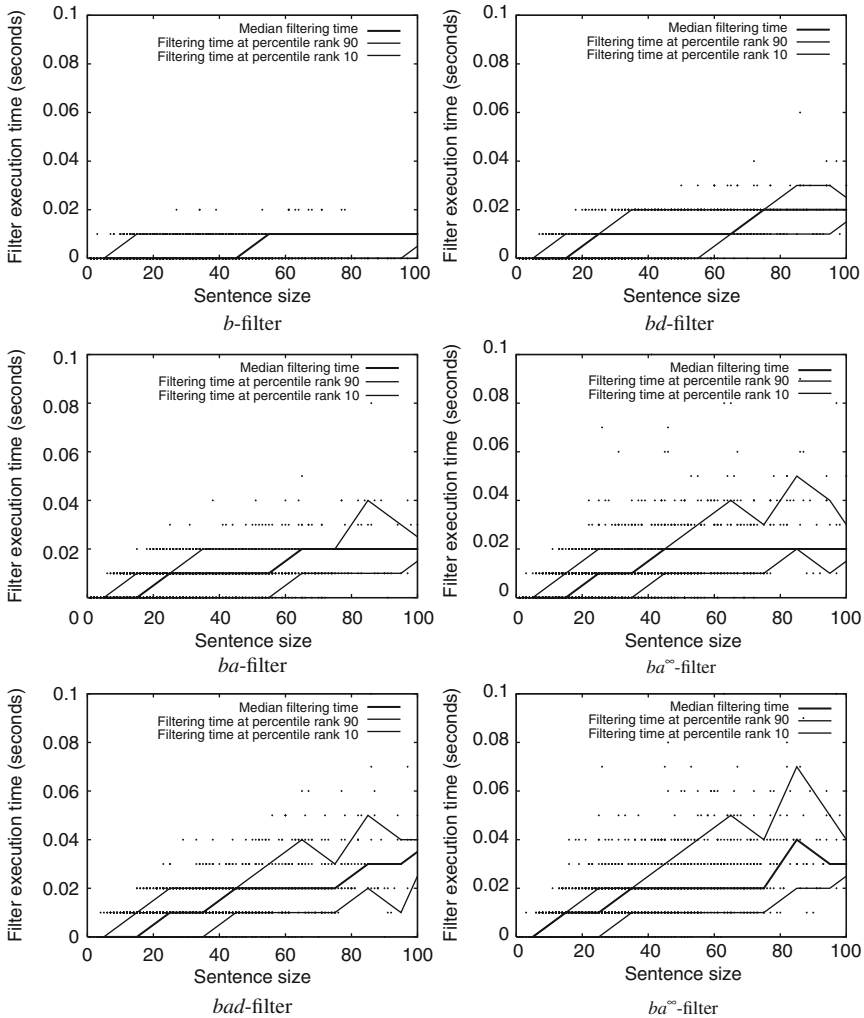 0.1
0.08
0.06
0.04
0.02
0
Filter execution time (seconds)
Median filtering time
Filtering time at percentile rank 90
Filtering time at percentile rank 10
0 20 40 60 80 100
Sentence size
b-filter
0.1
0.08
0.06
0.04
0.02
0
Filter execution time (seconds)
Median filtering time
Filtering time at percentile rank 90
Filtering time at percentile rank 10
0 20 40 60 80 100
Sentence size
bd-filter
0.1
0.08
0.06
0.04
0.02
0
Filter execution time (seconds)
Median filtering time
Filtering time at percentile rank 90
Filtering time at percentile rank 10
0 20 40 60 80 100
Sentence size
ba-filter
0.1
0.08
0.06
0.04
0.02
0
Filter execution time (seconds)
Median filtering time
Filtering time at percentile rank 90
Filtering time at percentile rank 10
0 20 40 60 80 100
Sentence size
ba∞-filter
0.1
0.08
0.06
0.04
0.02
0
Filter execution time (seconds)
Median filtering time
Filtering time at percentile rank 90
Filtering time at percentile rank 10
0 20 40 60 80 100
Sentence size
bad-filter
0.1
0.08
0.06
0.04
0.02
0
Filter execution time (seconds)
Median filtering time
Filtering time at percentile rank 90
Filtering time at percentile rank 10
0 20 40 60 80 100
Sentence size
ba∞-filter